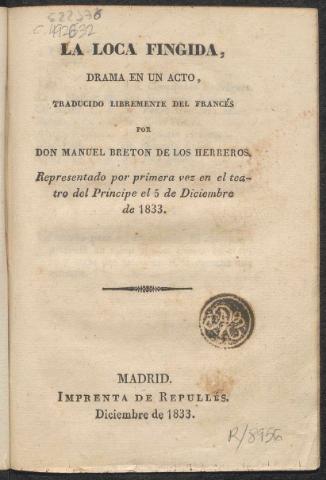 C.492632
LA LOCA FINGIDA,
DRAMA EN UN ACTO,
TRADUCIDO LIBREMENTE DEL FRANCÉS
POR
DON MANUEL BRETON DE LOS HERREROS.
Representado por primera vez en el tea-
tro del Príncipe el 5 de Diciembre
de 1833.
MADRID.
IMPRENTA DE REPULLÉS.
Diciembre de 1833.
R/8956